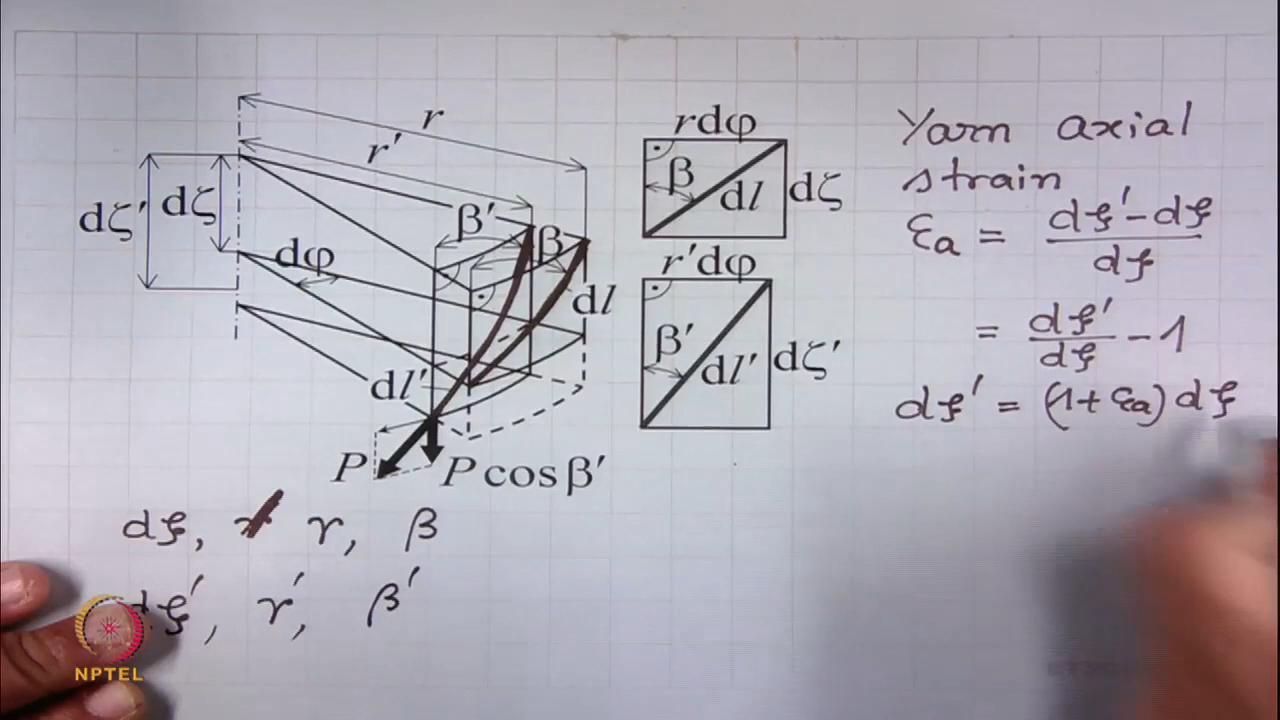 r
r′
dζ′
dζ
dφ
β′
β
dl
dl′
P
P cos β′
rdφ
β
dl
dζ
r′dφ
β′
dl′
dζ′
Yarn axial
strain
εa = (dζ′ - dζ) / dζ
= dζ′ / dζ - 1
dζ′ = (1 + εa) dζ
dζ, r, β
dζ′, r′, β′
NPTEL